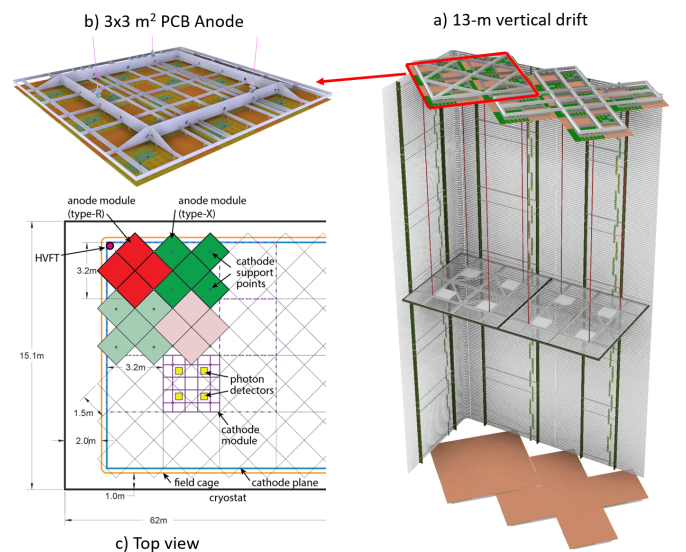 b) 3x3 m² PCB Anode
a) 13-m vertical drift
anode module
(type-R)
anode module
(type-X)
HVFT
3.2m
cathode
support
points
15.1m
3.2m
photon
detectors
1.5m
2.0m
cathode
module
1.0m
field cage
cathode plane
cryostat
62m
c) Top view